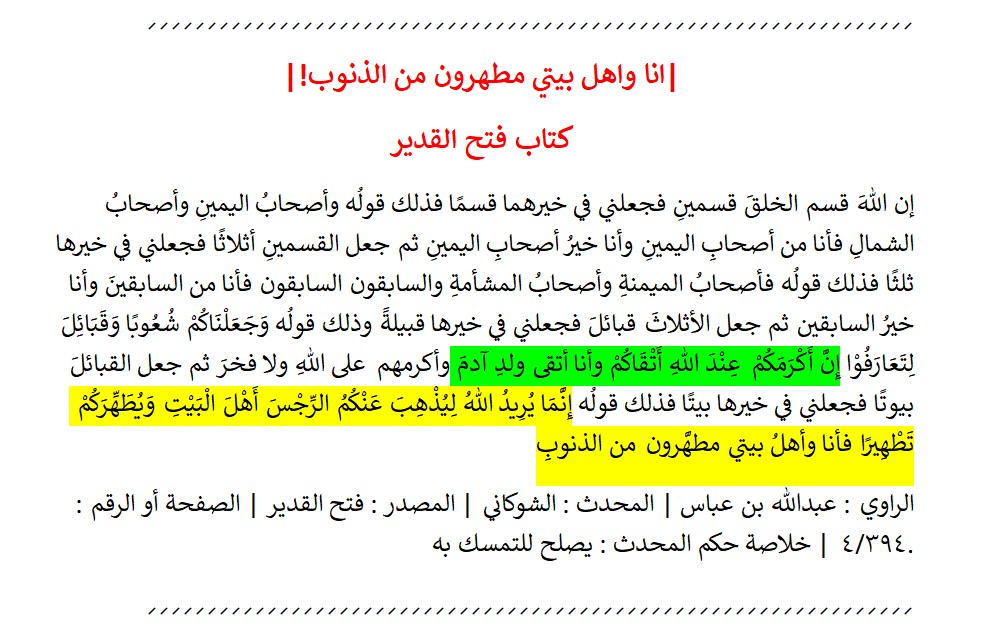 |انا واهل بيتي مطهرون من الذنوب!|
كتاب فتح القدير
إن اللهَ قسم الخلقَ قسمينِ فجعلني في خيرهما قسمًا فذلك قولُه وأصحابُ اليمينِ وأصحابُ
الشمالِ فأنا من أصحابِ اليمينِ وأنا خيرُ أصحابِ اليمينِ ثم جعل القسمينِ أثلاثًا فجعلني في خيرها
ثلثًا فذلك قولُه فأصحابُ الميمنةِ وأصحابُ المشأمةِ والسابقون السابقون فأنا من السابقينَ وأنا
خيرُ السابقين ثم جعل الأثلاثَ قبائلَ فجعلني في خيرها قبيلةً وذلك قولُه وَجَعَلْنَاكُمْ شُعُوبًا وَقَبَائِلَ
لِتَعَارَفُوْا إِنَّ أَكْرَمَكُمْ عِنْدَ اللهِ أَتْقَاكُمْ وأنا أتقى ولدِ آدمَ وأكرمهم على اللهِ ولا فخرَ ثم جعل القبائلَ
بيوتًا فجعلني في خيرها بيتًا فذلك قولُه إِنَّمَا يُرِيدُ اللهُ لِيُذْهِبَ عَنْكُمُ الرِّجْسَ أَهْلَ الْبَيْتِ وَيُطَهِّرَكُمْ
تَطْهِيرًا فأنا وأهلُ بيتي مطهَّرون من الذنوبِ
الراوي : عبدالله بن عباس | المحدث : الشوكاني | المصدر : فتح القدير | الصفحة أو الرقم :
.٤/٣٩٤ | خلاصة حكم المحدث : يصلح للتمسك به